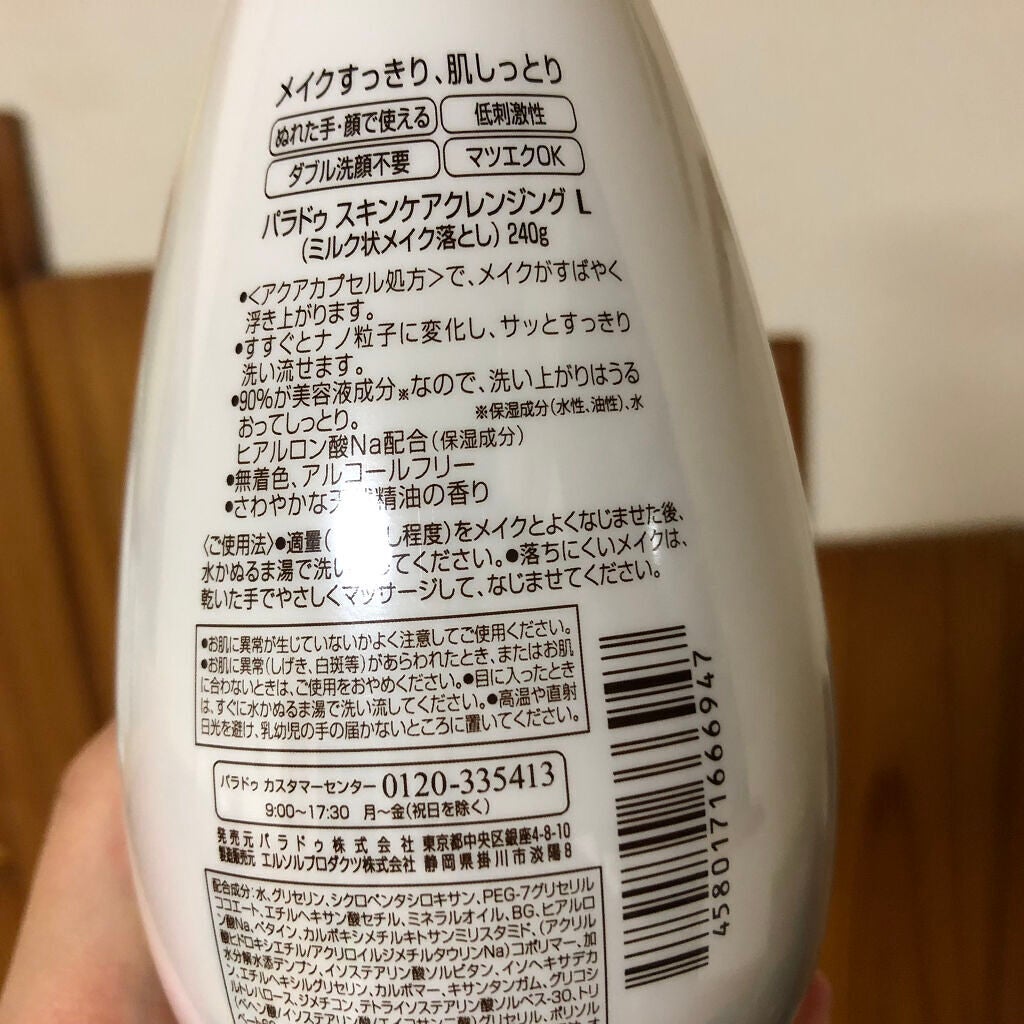 メイクすっきり、肌しっとり
ぬれた手・顔で使える 低刺激性
ダブル洗顔不要 マツエクOK
パラドゥ スキンケアクレンジング L
(ミルク状メイク落とし) 240g
•<アクアカプセル処方>で、メイクがすばやく
浮き上がります。
•すすぐとナノ粒子に変化し、サッとすっきり
洗い流せます。
•90%が美容液成分※なので、洗い上がりはうる
おってしっとり。 ※保湿成分(水性、油性)、水
ヒアルロン酸Na配合(保湿成分)
•無着色、アルコールフリー
•さわやかな 精油の香り
〈ご使用法〉•適量( し程度)をメイクとよくなじませた後、
水かぬるま湯で洗い してください。•落ちにくいメイクは、
乾いた手でやさしくマッサージして、なじませてください。
•お肌に異常が生じていないかよく注意してご使用ください。
•お肌に異常(しげき、白斑等)があらわれたとき、またはお肌
に合わないときは、ご使用をおやめください。•目に入ったとき
は、すぐに水かぬるま湯で洗い流してください。•高温や直射
日光を避け、乳幼児の手の届かないところに置いてください。
パラドゥ カスタマーセンター 0120-335413
9:00~17:30 月~金(祝日を除く)
発売元 パラドゥ株式会社 東京都中央区銀座4-8-10
製造販売元 エルソルプロダクツ株式会社 静岡県掛川市淡陽8
配合成分:水、グリセリン、シクロペンタシロキサン、PEG-7グリセリル
ココエート、エチルヘキサン酸セチル、ミネラルオイル、BG、ヒアルロ
ン酸Na、ベタイン、カルボキシメチルキトサンミリスタミド、(アクリル
酸ヒドロキシエチル/アクリロイルジメチルタウリンNa)コポリマー、加
水分解水添デンプン、イソステアリン酸ソルビタン、イソヘキサデカ
ン、エチルヘキシルグリセリン、カルボマー、キサンタンガム、グリコシ
ルトレハロース、ジメチコン、テトライソステアリン酸ソルベス-30、トリ
(ベヘン酸/イソステアリン酸/エイコサン二酸)グリセリル、ポリソル
4580171666947